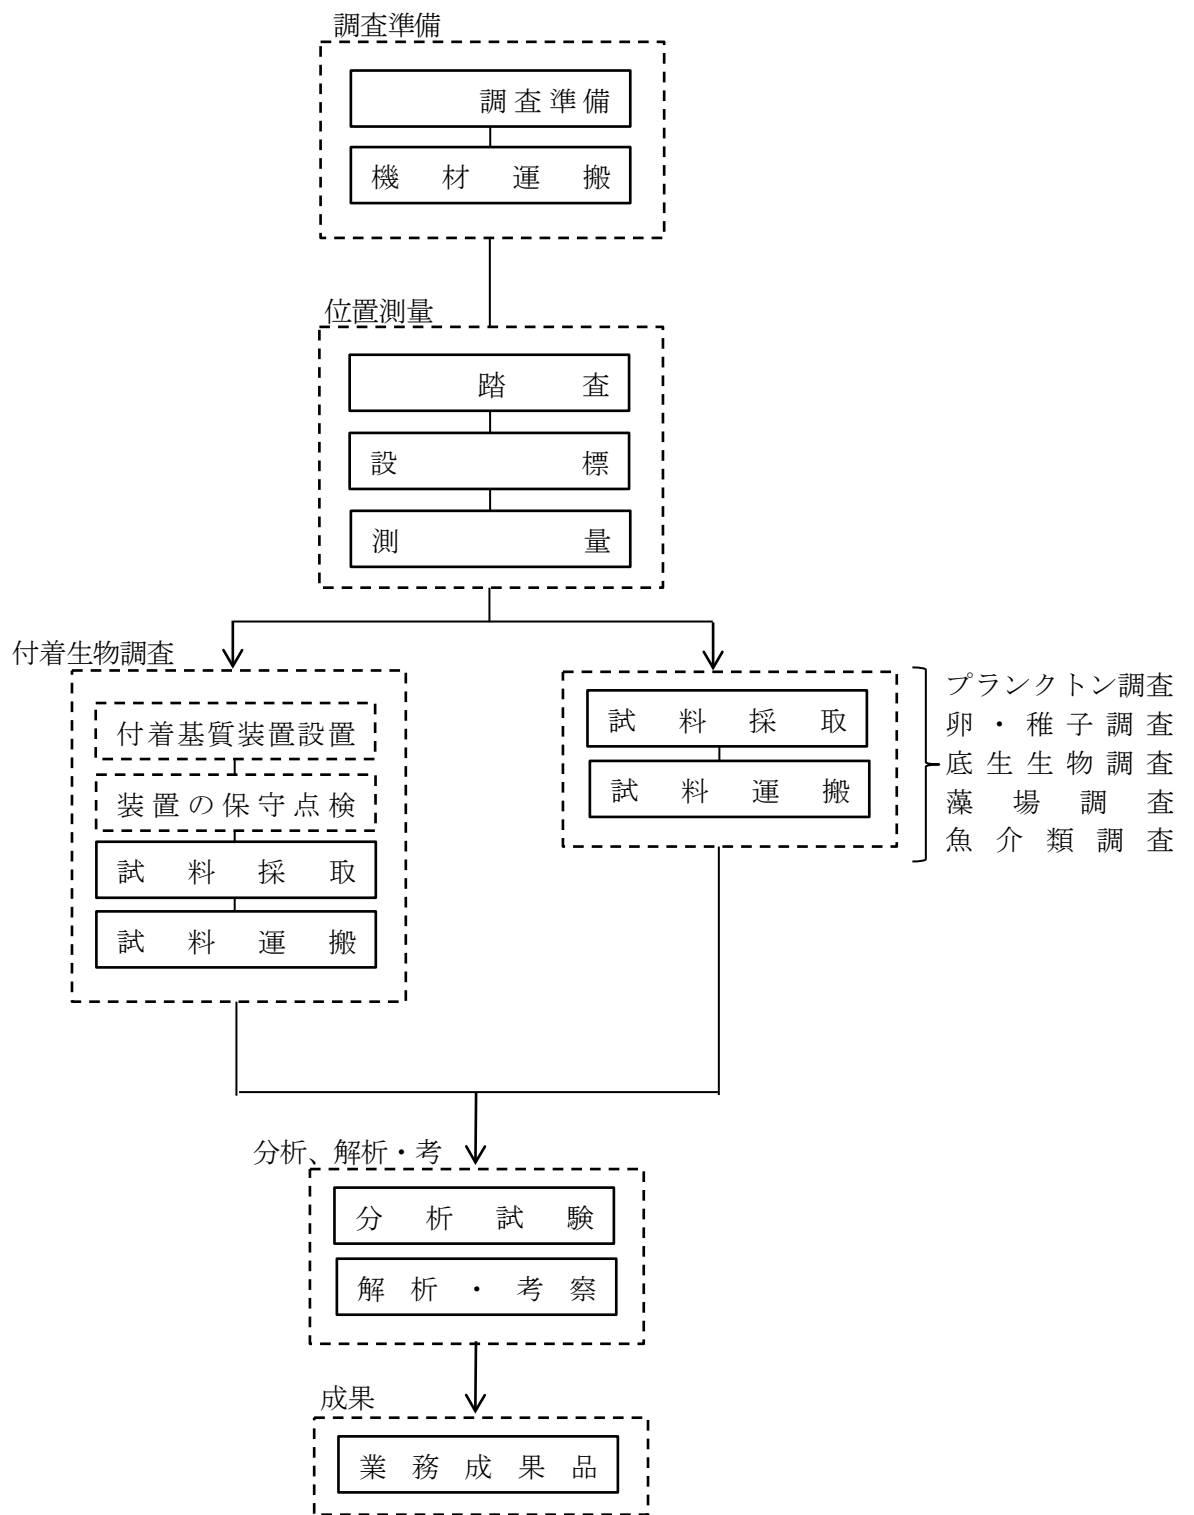 調査準備
調査準備
機材運搬
位置測量
踏査
設標
測量
付着生物調査
付着基質装置設置
装置の保守点検
試料採取
試料運搬
試料採取
試料運搬
プランクトン調査
卵・稚子調査
底生生物調査
藻場調査
魚介類調査
分析、解析・考
分析試験
解析・考察
成果
業務成果品